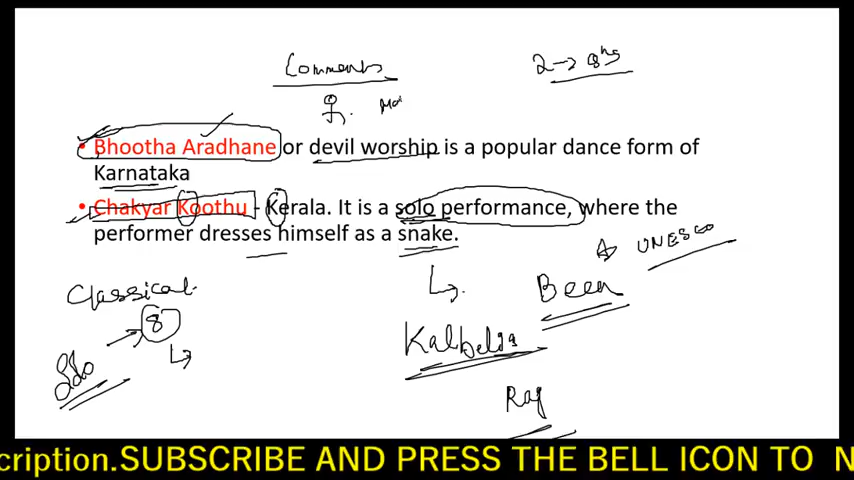 Comments
2 → 8
• Bhootha Aradhane or devil worship is a popular dance form of
Karnataka
• Chakyar Koothu - Kerala. It is a solo performance, where the
performer dresses himself as a snake.
UNESCO
Classical
Been
8
Kalbelia
Solo
Raj
cription.SUBSCRIBE AND PRESS THE BELL ICON TO N